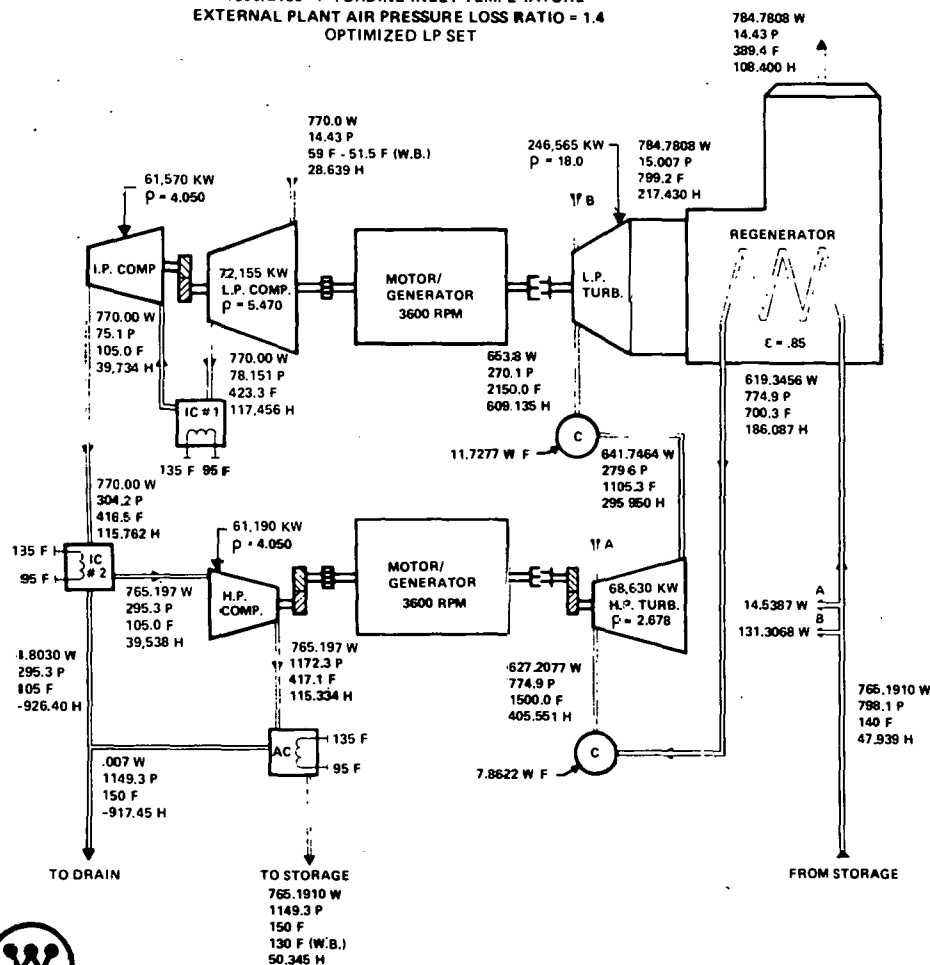 EXTERNAL PLANT AIR PRESSURE LOSS RATIO = 1.4
OPTIMIZED LP SET
784.7808 W
14.43 P
389.4 F
108.400 H
770.0 W
14.43 P
59 F - 51.5 F (W.B.)
28.639 H
246,565 KW
ρ = 18.0
784.7808 W
15.007 P
799.2 F
217.430 H
61,570 KW
ρ = 4.050
B
REGENERATOR
I.P. COMP
72,155 KW
L.P. COMP.
ρ = 5.470
MOTOR/
GENERATOR
3600 RPM
L.P.
TURB.
ε = .85
770.00 W
75.1 P
105.0 F
39,734 H
770.00 W
78.151 P
423.3 F
117,456 H
653.8 W
270.1 P
2150.0 F
609.135 H
619.3456 W
774.9 P
700.3 F
186.087 H
IC #1
135 F 95 F
C
11.7277 W F
641.7464 W
279.6 P
1105.3 F
295.950 H
770.00 W
304.2 P
416.5 F
115.762 H
61,190 KW
ρ = 4.050
135 F
IC
# 2
95 F
H.P.
COMP.
MOTOR/
GENERATOR
3600 RPM
A
68,630 KW
H.P. TURB.
ρ = 2.678
A
14.5387 W
B
131.3068 W
765.197 W
295.3 P
105.0 F
39,538 H
.8030 W
295.3 P
105 F
-926.40 H
765.197 W
1172.3 P
417.1 F
115.334 H
627.2077 W
774.9 P
1500.0 F
405.551 H
765.1910 W
798.1 P
140 F
47.939 H
AC
135 F
95 F
C
7.8622 W F
.007 W
1149.3 P
150 F
-917.45 H
TO DRAIN
TO STORAGE
765.1910 W
1149.3 P
150 F
130 F (W.B.)
50.345 H
FROM STORAGE
W